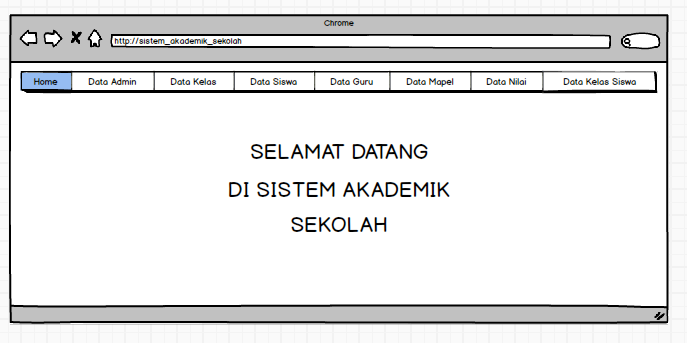 Chrome
http://sistem_akademik_sekolah
Home Data Admin Data Kelas Data Siswa Data Guru Data Mapel Data Nilai Data Kelas Siswa
SELAMAT DATANG
DI SISTEM AKADEMIK
SEKOLAH